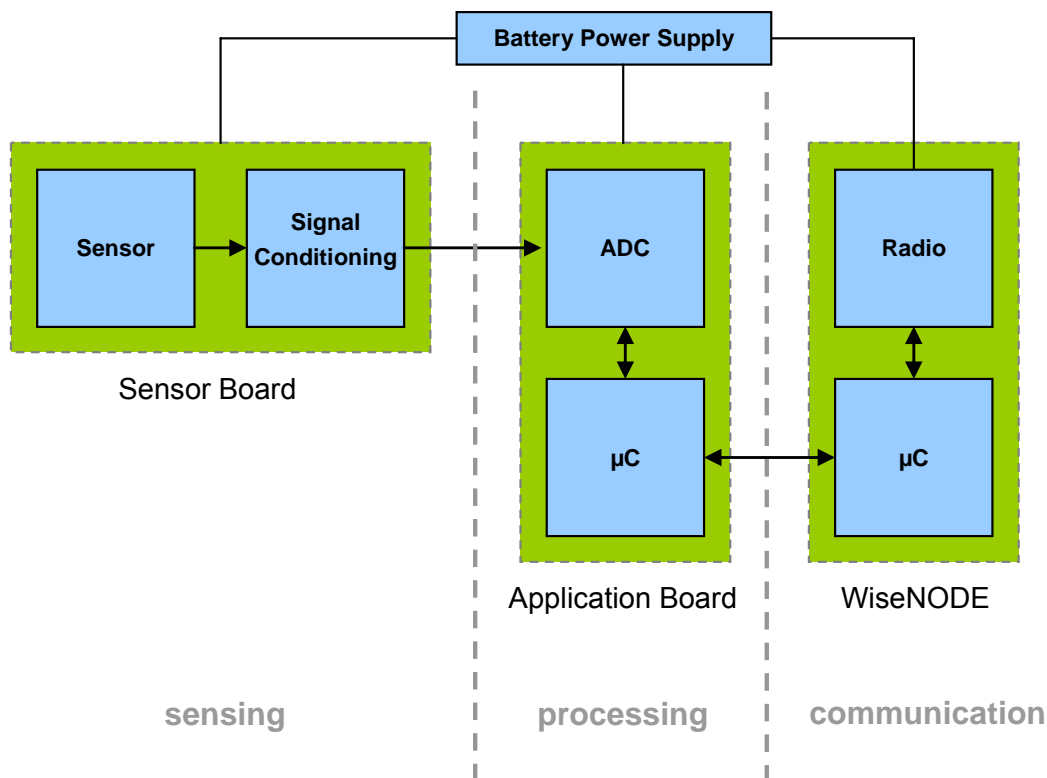 Battery Power Supply
Sensor
Signal
Conditioning
ADC
Radio
Sensor Board
µC
µC
Application Board
WiseNODE
sensing
processing
communication